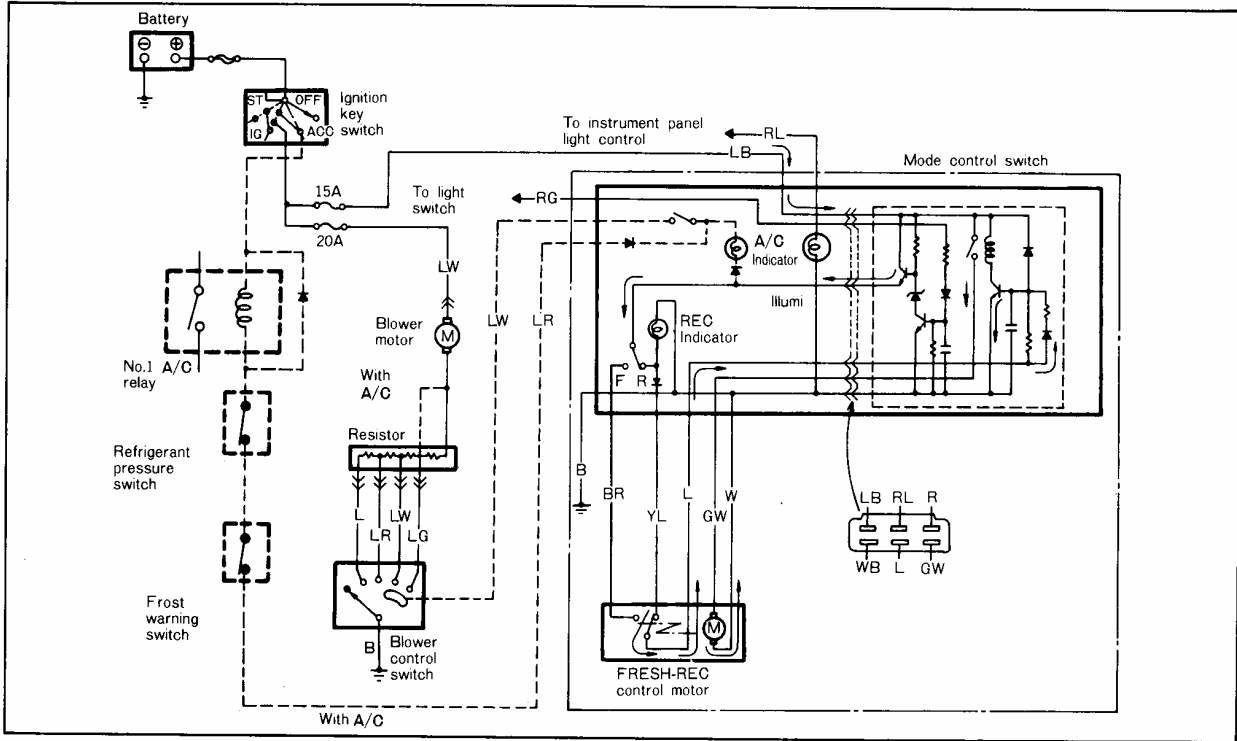 Battery
⊖ ⊕
ST
OFF
IG
ACC
Ignition
key
switch
To instrument panel
light control
RL
LB
Mode control switch
15A
To light
switch
RG
20A
A/C
Indicator
LW
Illumi
Blower
motor
M
LW
LR
REC
Indicator
No.1 A/C
relay
With
A/C
F
R
Resistor
Refrigerant
pressure
switch
B
BR
YL
L
GW
W
L
LR
LW
LG
LB
RL
R
WB
L
GW
Frost
warning
switch
B
Blower
control
switch
M
FRESH-REC
control motor
With A/C